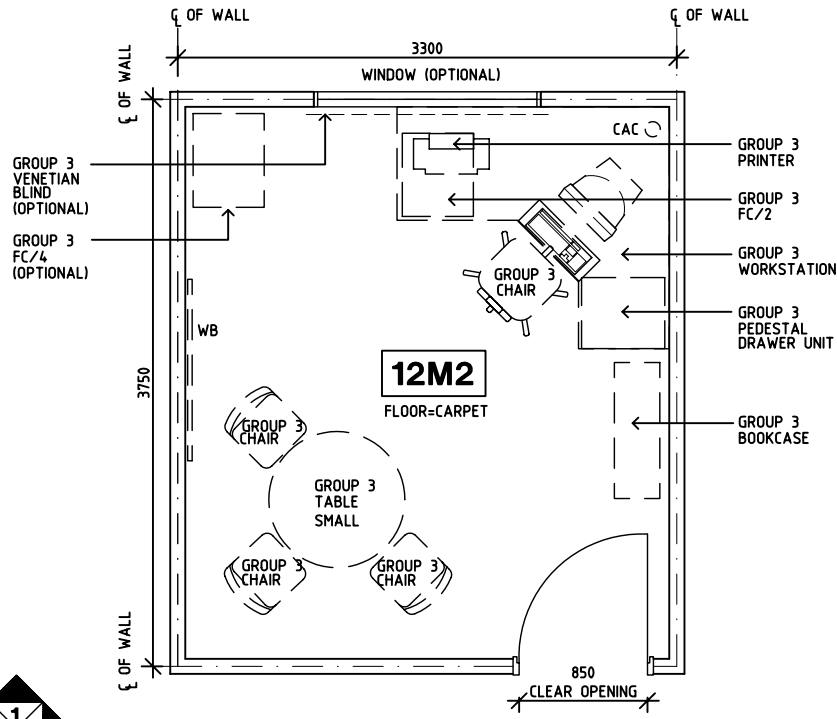 ℄ OF WALL
℄ OF WALL
3300
WINDOW (OPTIONAL)
℄ OF WALL
CAC
GROUP 3
PRINTER
GROUP 3
VENETIAN
BLIND
(OPTIONAL)
GROUP 3
FC/2
GROUP 3
FC/4
(OPTIONAL)
GROUP 3
WORKSTATION
GROUP 3
CHAIR
GROUP 3
PEDESTAL
DRAWER UNIT
WB
3750
12M2
FLOOR=CARPET
GROUP 3
BOOKCASE
GROUP 3
CHAIR
GROUP 3
TABLE
SMALL
GROUP 3
CHAIR
GROUP 3
CHAIR
℄ OF WALL
850
CLEAR OPENING
1